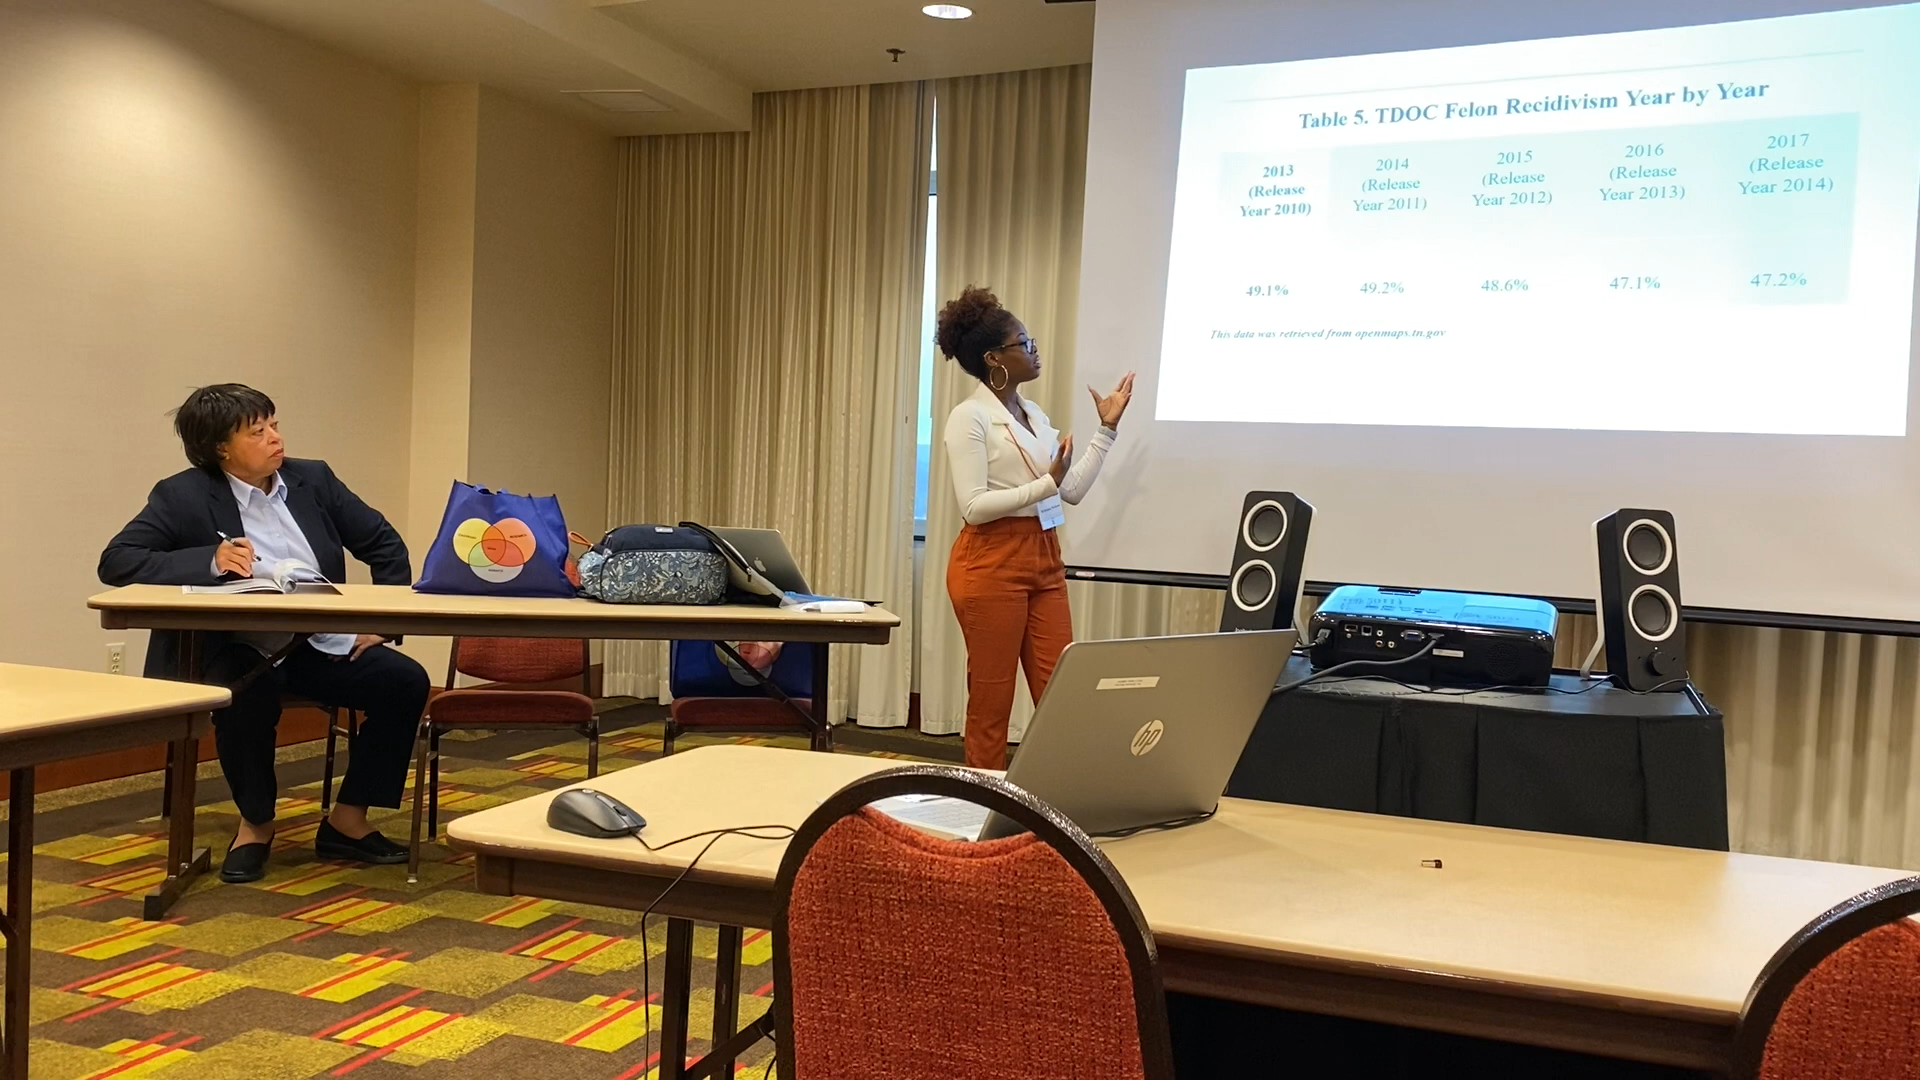 Table 5. TDOC Felon Recidivism Year by Year
2013
(Release
Year 2010)
2014
(Release
Year 2011)
2015
(Release
Year 2012)
2016
(Release
Year 2013)
2017
(Release
Year 2014)
49.1%
49.2%
48.6%
47.1%
47.2%
This data was retrieved from openmaps.tn.gov
hp